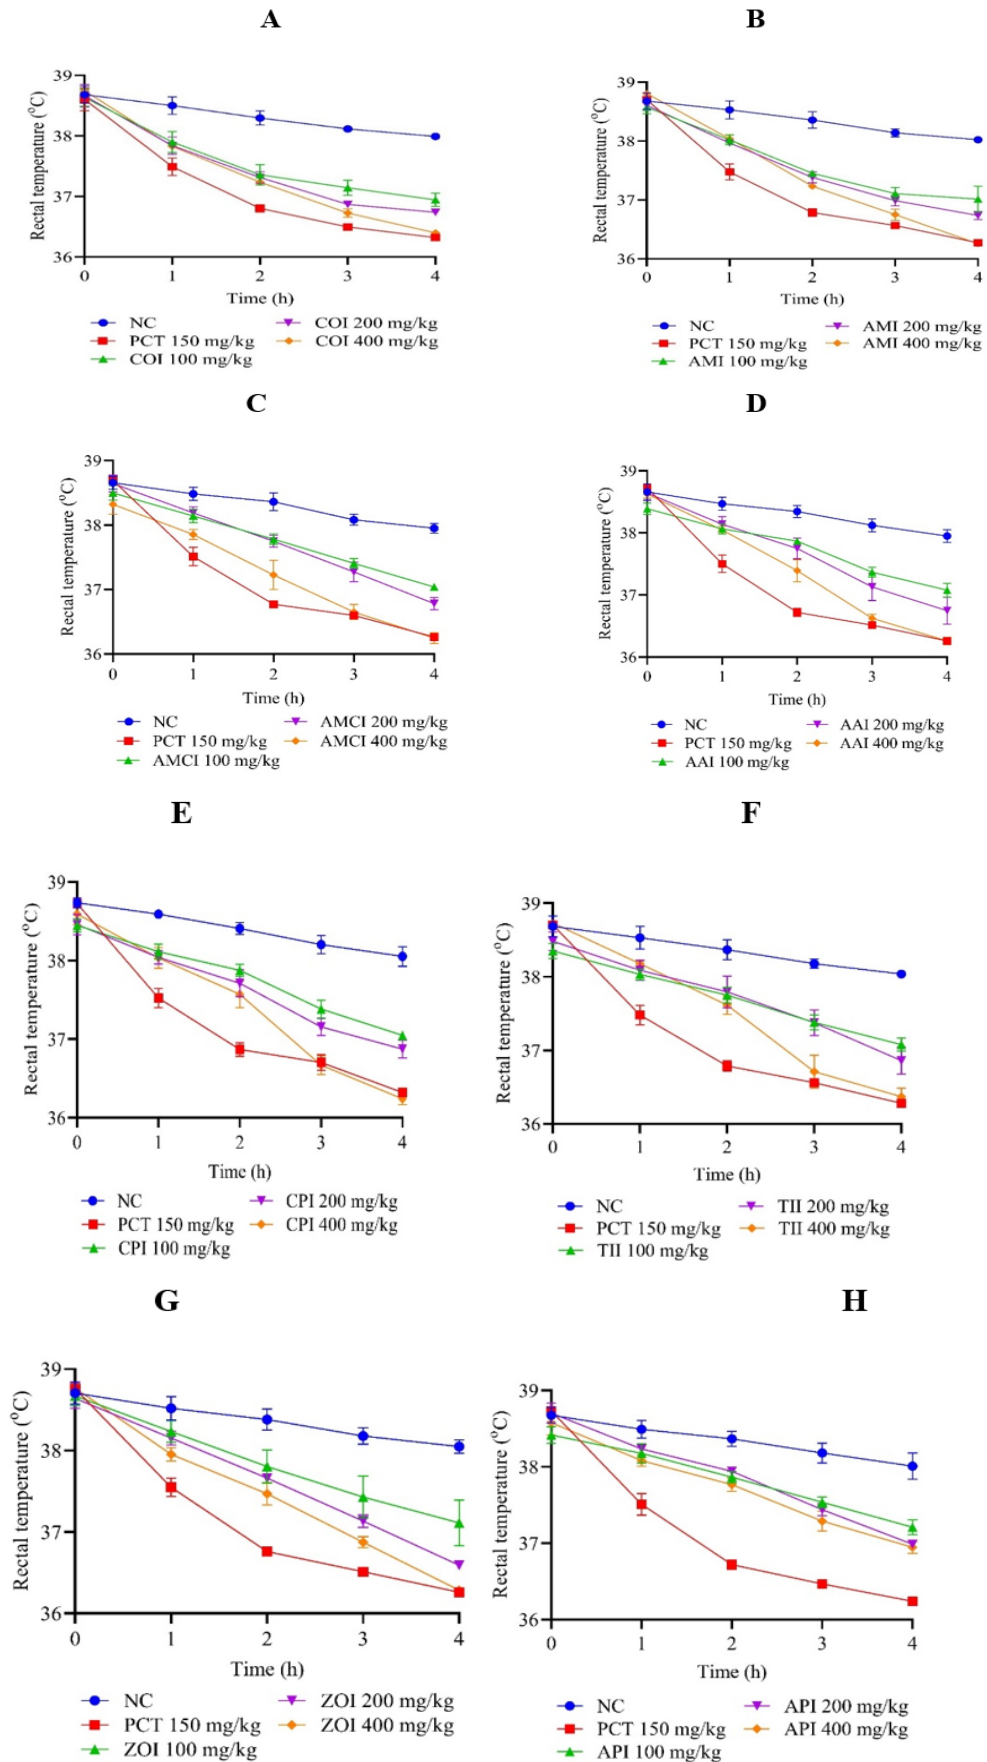 A
B
39
38
37
36
Rectal temperature (°C)
0 1 2 3 4
Time (h)
NC
PCT 150 mg/kg
COI 100 mg/kg
COI 200 mg/kg
COI 400 mg/kg
39
38
37
36
Rectal temperature (°C)
0 1 2 3 4
Time (h)
NC
PCT 150 mg/kg
AMI 100 mg/kg
AMI 200 mg/kg
AMI 400 mg/kg
C
D
39
38
37
36
Rectal temperature (°C)
0 1 2 3 4
Time (h)
NC
PCT 150 mg/kg
AMCI 100 mg/kg
AMCI 200 mg/kg
AMCI 400 mg/kg
39
38
37
36
Rectal temperature (°C)
0 1 2 3 4
Time (h)
NC
PCT 150 mg/kg
AAI 100 mg/kg
AAI 200 mg/kg
AAI 400 mg/kg
E
F
39
38
37
36
Rectal temperature (°C)
0 1 2 3 4
Time (h)
NC
PCT 150 mg/kg
CPI 100 mg/kg
CPI 200 mg/kg
CPI 400 mg/kg
39
38
37
36
Rectal temperature (°C)
0 1 2 3 4
Time (h)
NC
PCT 150 mg/kg
TII 100 mg/kg
TII 200 mg/kg
TII 400 mg/kg
G
H
39
38
37
36
Rectal temperature (°C)
0 1 2 3 4
Time (h)
NC
PCT 150 mg/kg
ZOI 100 mg/kg
ZOI 200 mg/kg
ZOI 400 mg/kg
39
38
37
36
Rectal temperature (°C)
0 1 2 3 4
Time (h)
NC
PCT 150 mg/kg
API 100 mg/kg
API 200 mg/kg
API 400 mg/kg